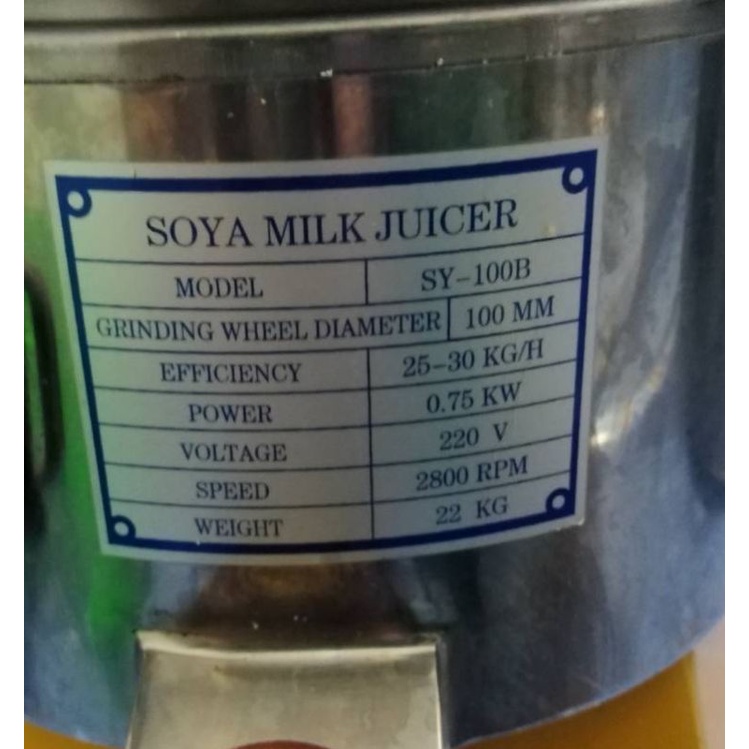 SOYA MILK JUICER
MODEL SY-100B
GRINDING WHEEL DIAMETER 100 MM
EFFICIENCY 25-30 KG/H
POWER 0.75 KW
VOLTAGE 220 V
SPEED 2800 RPM
WEIGHT 22 KG